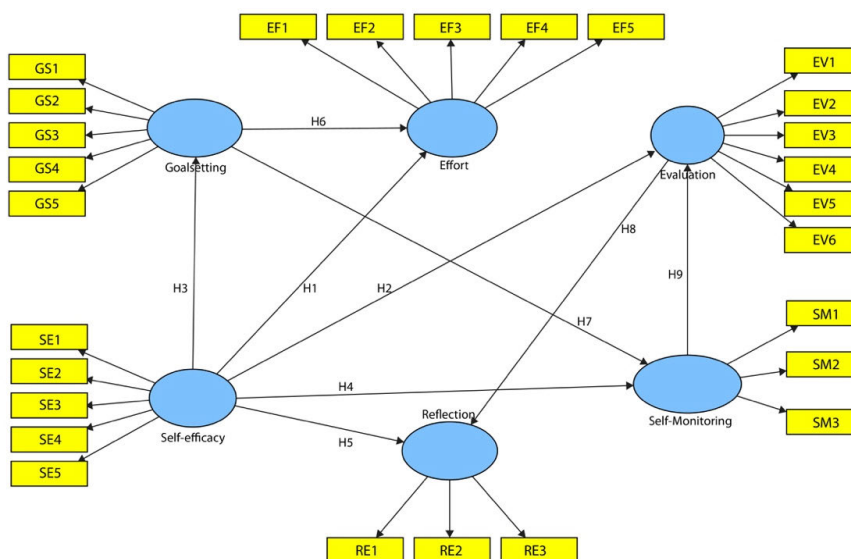 EF1
EF2
EF3
EF4
EF5
GS1
GS2
GS3
GS4
GS5
Goalsetting
H6
Effort
EV1
EV2
EV3
EV4
EV5
EV6
Evaluation
H3
H1
H2
H8
H9
H7
SE1
SE2
SE3
SE4
SE5
Self-efficacy
H4
H5
Reflection
Self-Monitoring
SM1
SM2
SM3
RE1
RE2
RE3